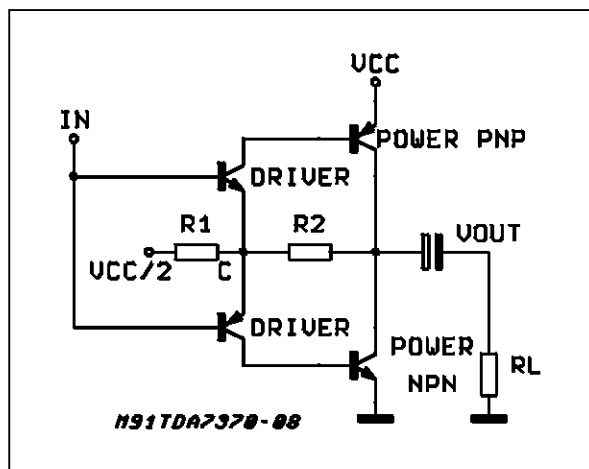 VCC
IN
POWER PNP
DRIVER
R1
R2
VOUT
VCC/2
C
DRIVER
POWER
NPN
RL
M91TDA7370-08